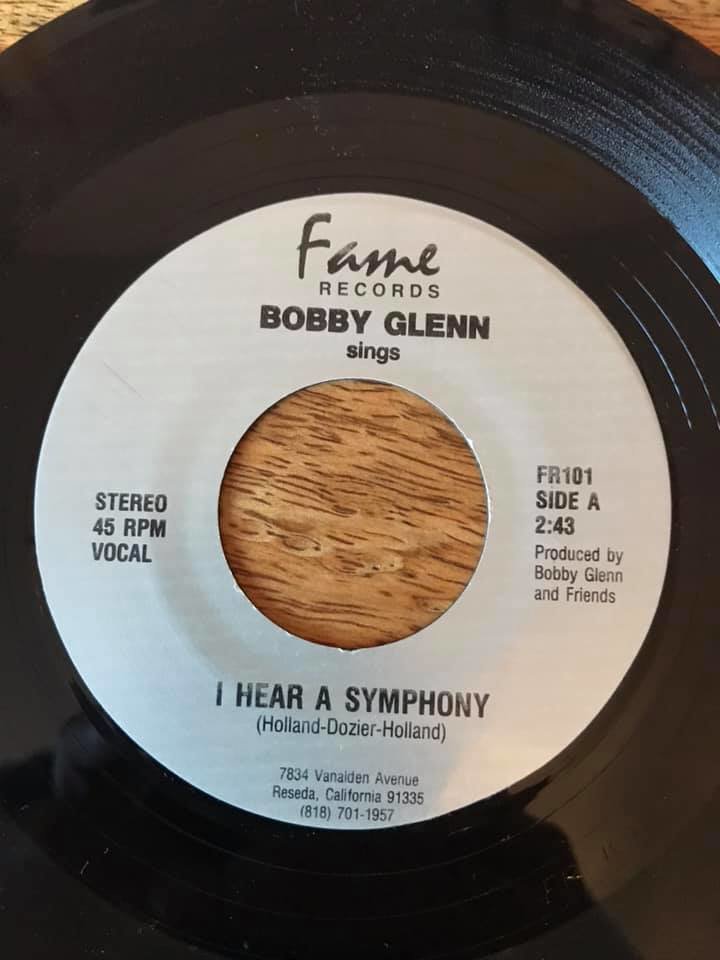 Fame
RECORDS
BOBBY GLENN
sings
STEREO
45 RPM
VOCAL
FR101
SIDE A
2:43
Produced by
Bobby Glenn
and Friends
I HEAR A SYMPHONY
(Holland-Dozier-Holland)
7834 Vanalden Avenue
Reseda, California 91335
(818) 701-1957